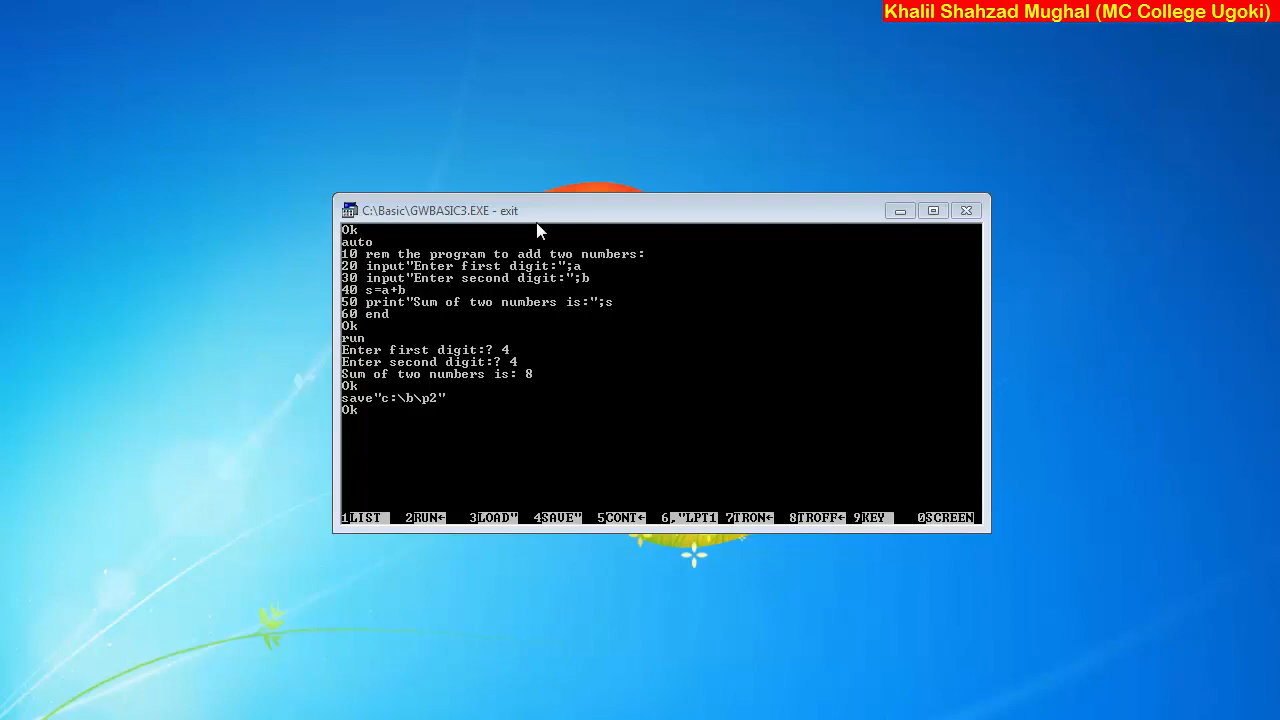 Khalil Shahzad Mughal (MC College Ugoki)
C:\Basic\GWBASIC3.EXE - exit
Ok
auto
10 rem the program to add two numbers:
20 input"Enter first digit:";a
30 input"Enter second digit:";b
40 s=a+b
50 print"Sum of two numbers is:";s
60 end
Ok
run
Enter first digit:? 4
Enter second digit:? 4
Sum of two numbers is: 8
Ok
save"c:\b\p2"
Ok
1LIST 2RUN← 3LOAD" 4SAVE" 5CONT← 6,"LPT1 7TRON← 8TROFF← 9KEY 0SCREEN